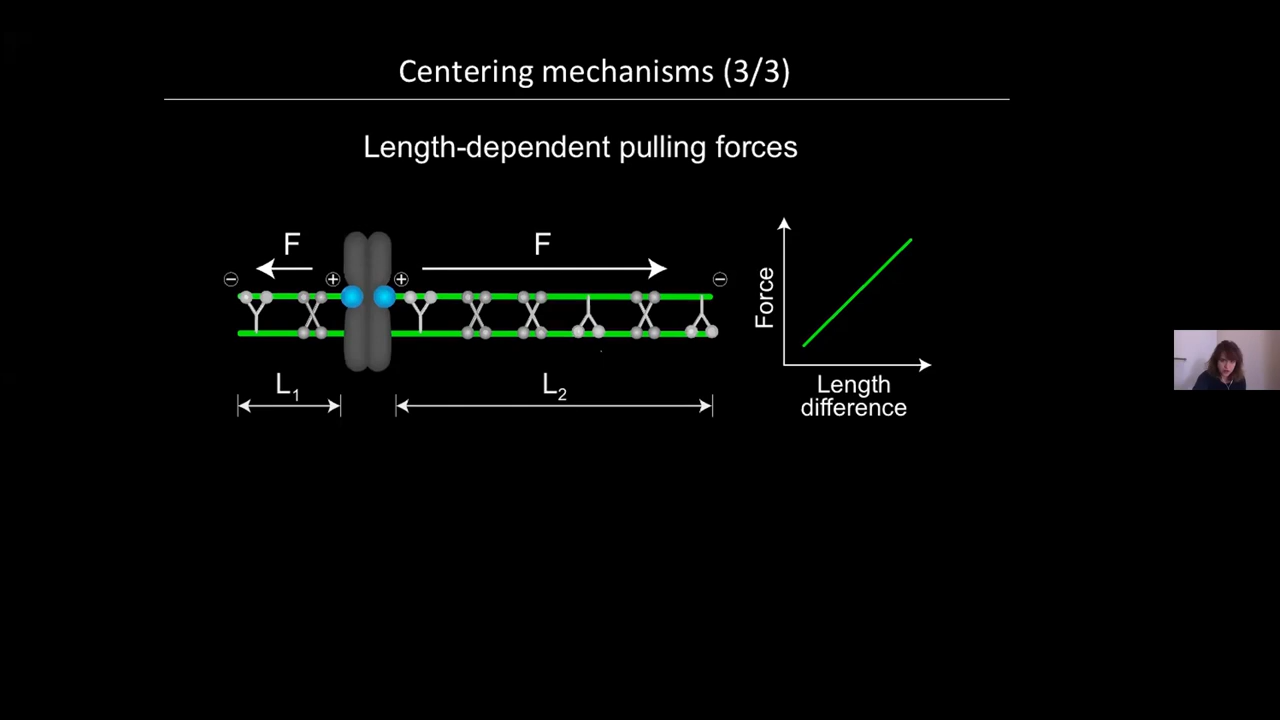 Centering mechanisms (3/3)
Length-dependent pulling forces
F
F
− + + −
L1
L2
Force
Length
difference